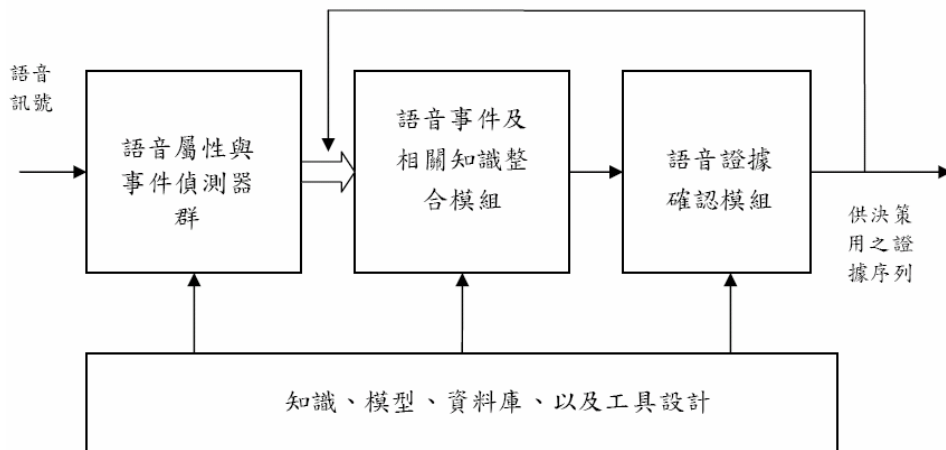 語音
訊號
語音屬性與
事件偵測器
群
語音事件及
相關知識整
合模組
語音證據
確認模組
供決策
用之證
據序列
知識、模型、資料庫、以及工具設計